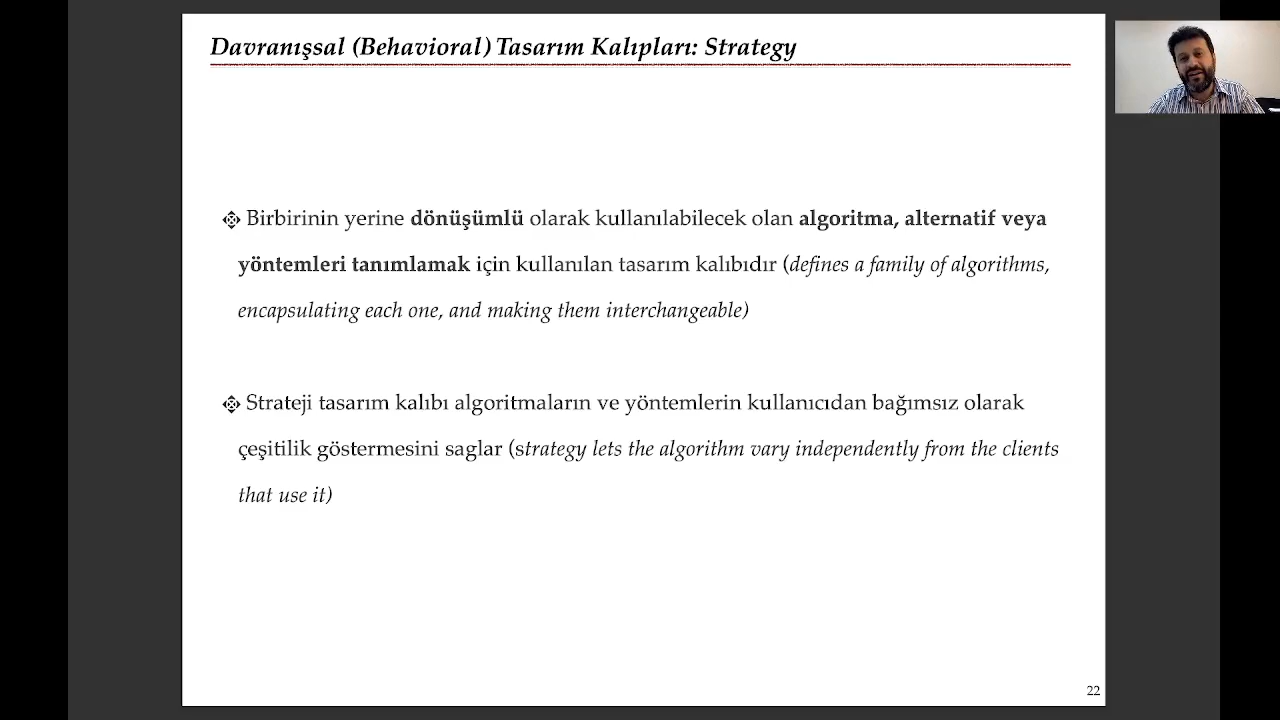 Davranışsal (Behavioral) Tasarım Kalıpları: Strategy
Birbirinin yerine dönüşümlü olarak kullanılabilecek olan algoritma, alternatif veya
yöntemleri tanımlamak için kullanılan tasarım kalıbıdır (defines a family of algorithms,
encapsulating each one, and making them interchangeable)
Strateji tasarım kalıbı algoritmaların ve yöntemlerin kullanıcıdan bağımsız olarak
çeşitilik göstermesini saglar (strategy lets the algorithm vary independently from the clients
that use it)
22